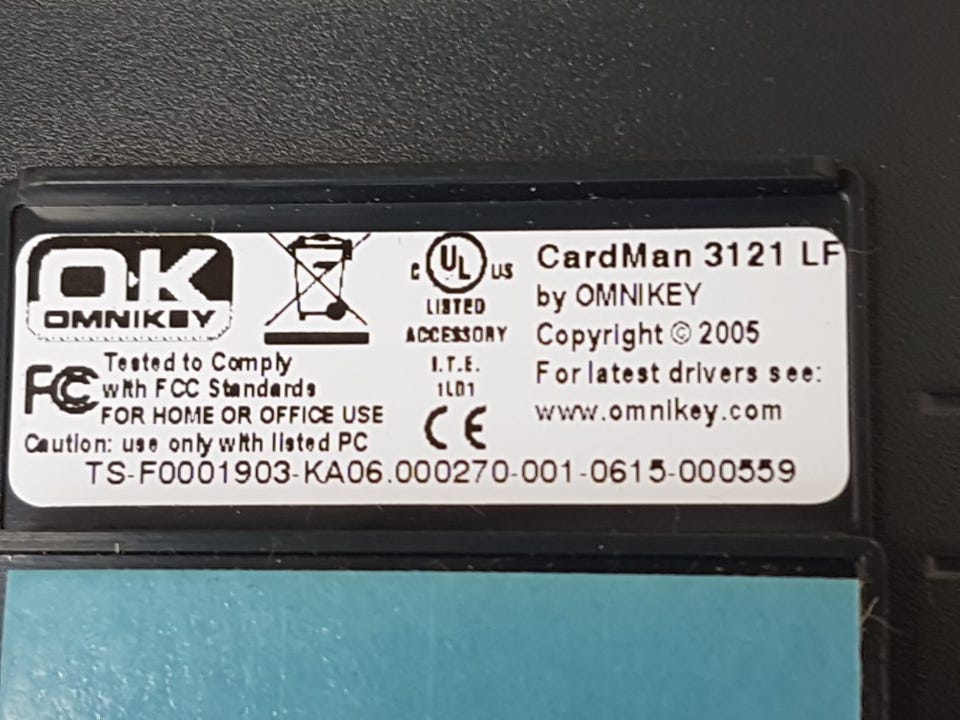 OK
OMNIKEY
C UL US
LISTED
ACCESSORY
I.T.E.
1LD1
CE
CardMan 3121 LF
by OMNIKEY
Copyright © 2005
For latest drivers see:
www.omnikey.com
FC Tested to Comply
with FCC Standards
FOR HOME OR OFFICE USE
Caution: use only with listed PC
TS-F0001903-KA06.000270-001-0615-000559